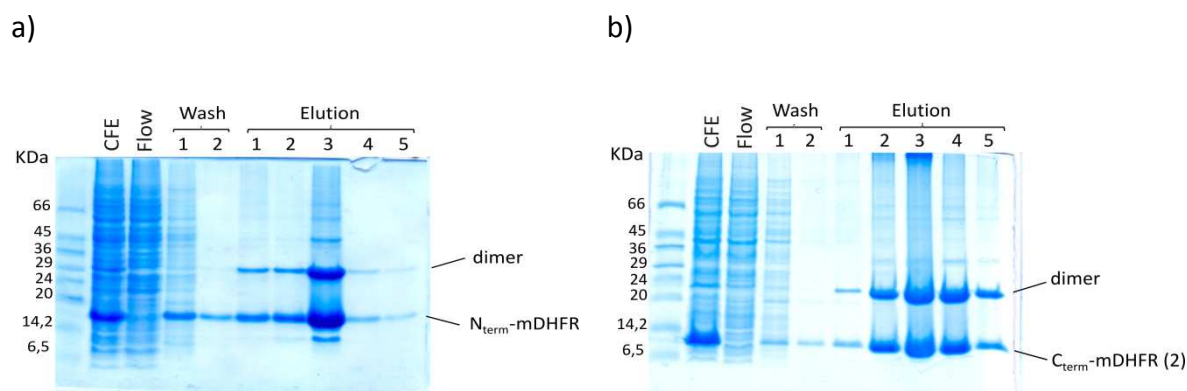 a)
Wash
Elution
CFE
Flow
1
2
1
2
3
4
5
KDa
66
45
36
29
24
20
14,2
6,5
dimer
Nterm-mDHFR
b)
Wash
Elution
CFE
Flow
1
2
1
2
3
4
5
KDa
66
45
36
29
24
20
14,2
6,5
dimer
Cterm-mDHFR (2)